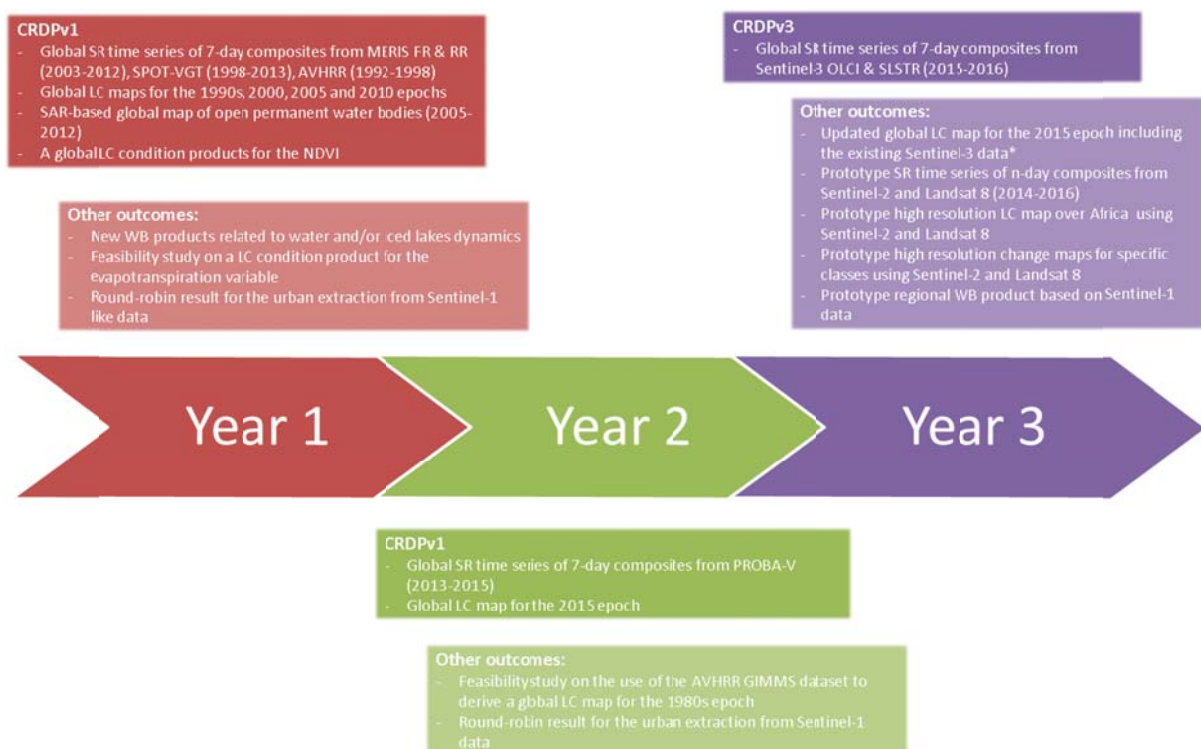 CRDPv1
- Global SR time series of 7-day composites from MERIS FR & RR
(2003-2012), SPOT-VGT (1998-2013), AVHRR (1992-1998)
- Global LC maps for the 1990s, 2000, 2005 and 2010 epochs
- SAR-based global map of open permanent water bodies (2005-
2012)
- A global LC condition products for the NDVI
Other outcomes:
- New WB products related to water and/or iced lakes dynamics
- Feasibility study on a LC condition product for the
evapotranspiration variable
- Round-robin result for the urban extraction from Sentinel-1
like data
CRDPv3
- Global SR time series of 7-day composites from
Sentinel-3 OLCI & SLSTR (2015-2016)
Other outcomes:
- Updated global LC map for the 2015 epoch including
the existing Sentinel-3 data*
- Prototype SR time series of n-day composites from
Sentinel-2 and Landsat 8 (2014-2016)
- Prototype high resolution LC map over Africa using
Sentinel-2 and Landsat 8
- Prototype high resolution change maps for specific
classes using Sentinel-2 and Landsat 8
- Prototype regional WB product based on Sentinel-1
data
Year 1
Year 2
Year 3
CRDPv1
- Global SR time series of 7-day composites from PROBA-V
(2013-2015)
- Global LC map for the 2015 epoch
Other outcomes:
- Feasibility study on the use of the AVHRR GIMMS dataset to
derive a global LC map for the 1980s epoch
- Round-robin result for the urban extraction from Sentinel-1
data